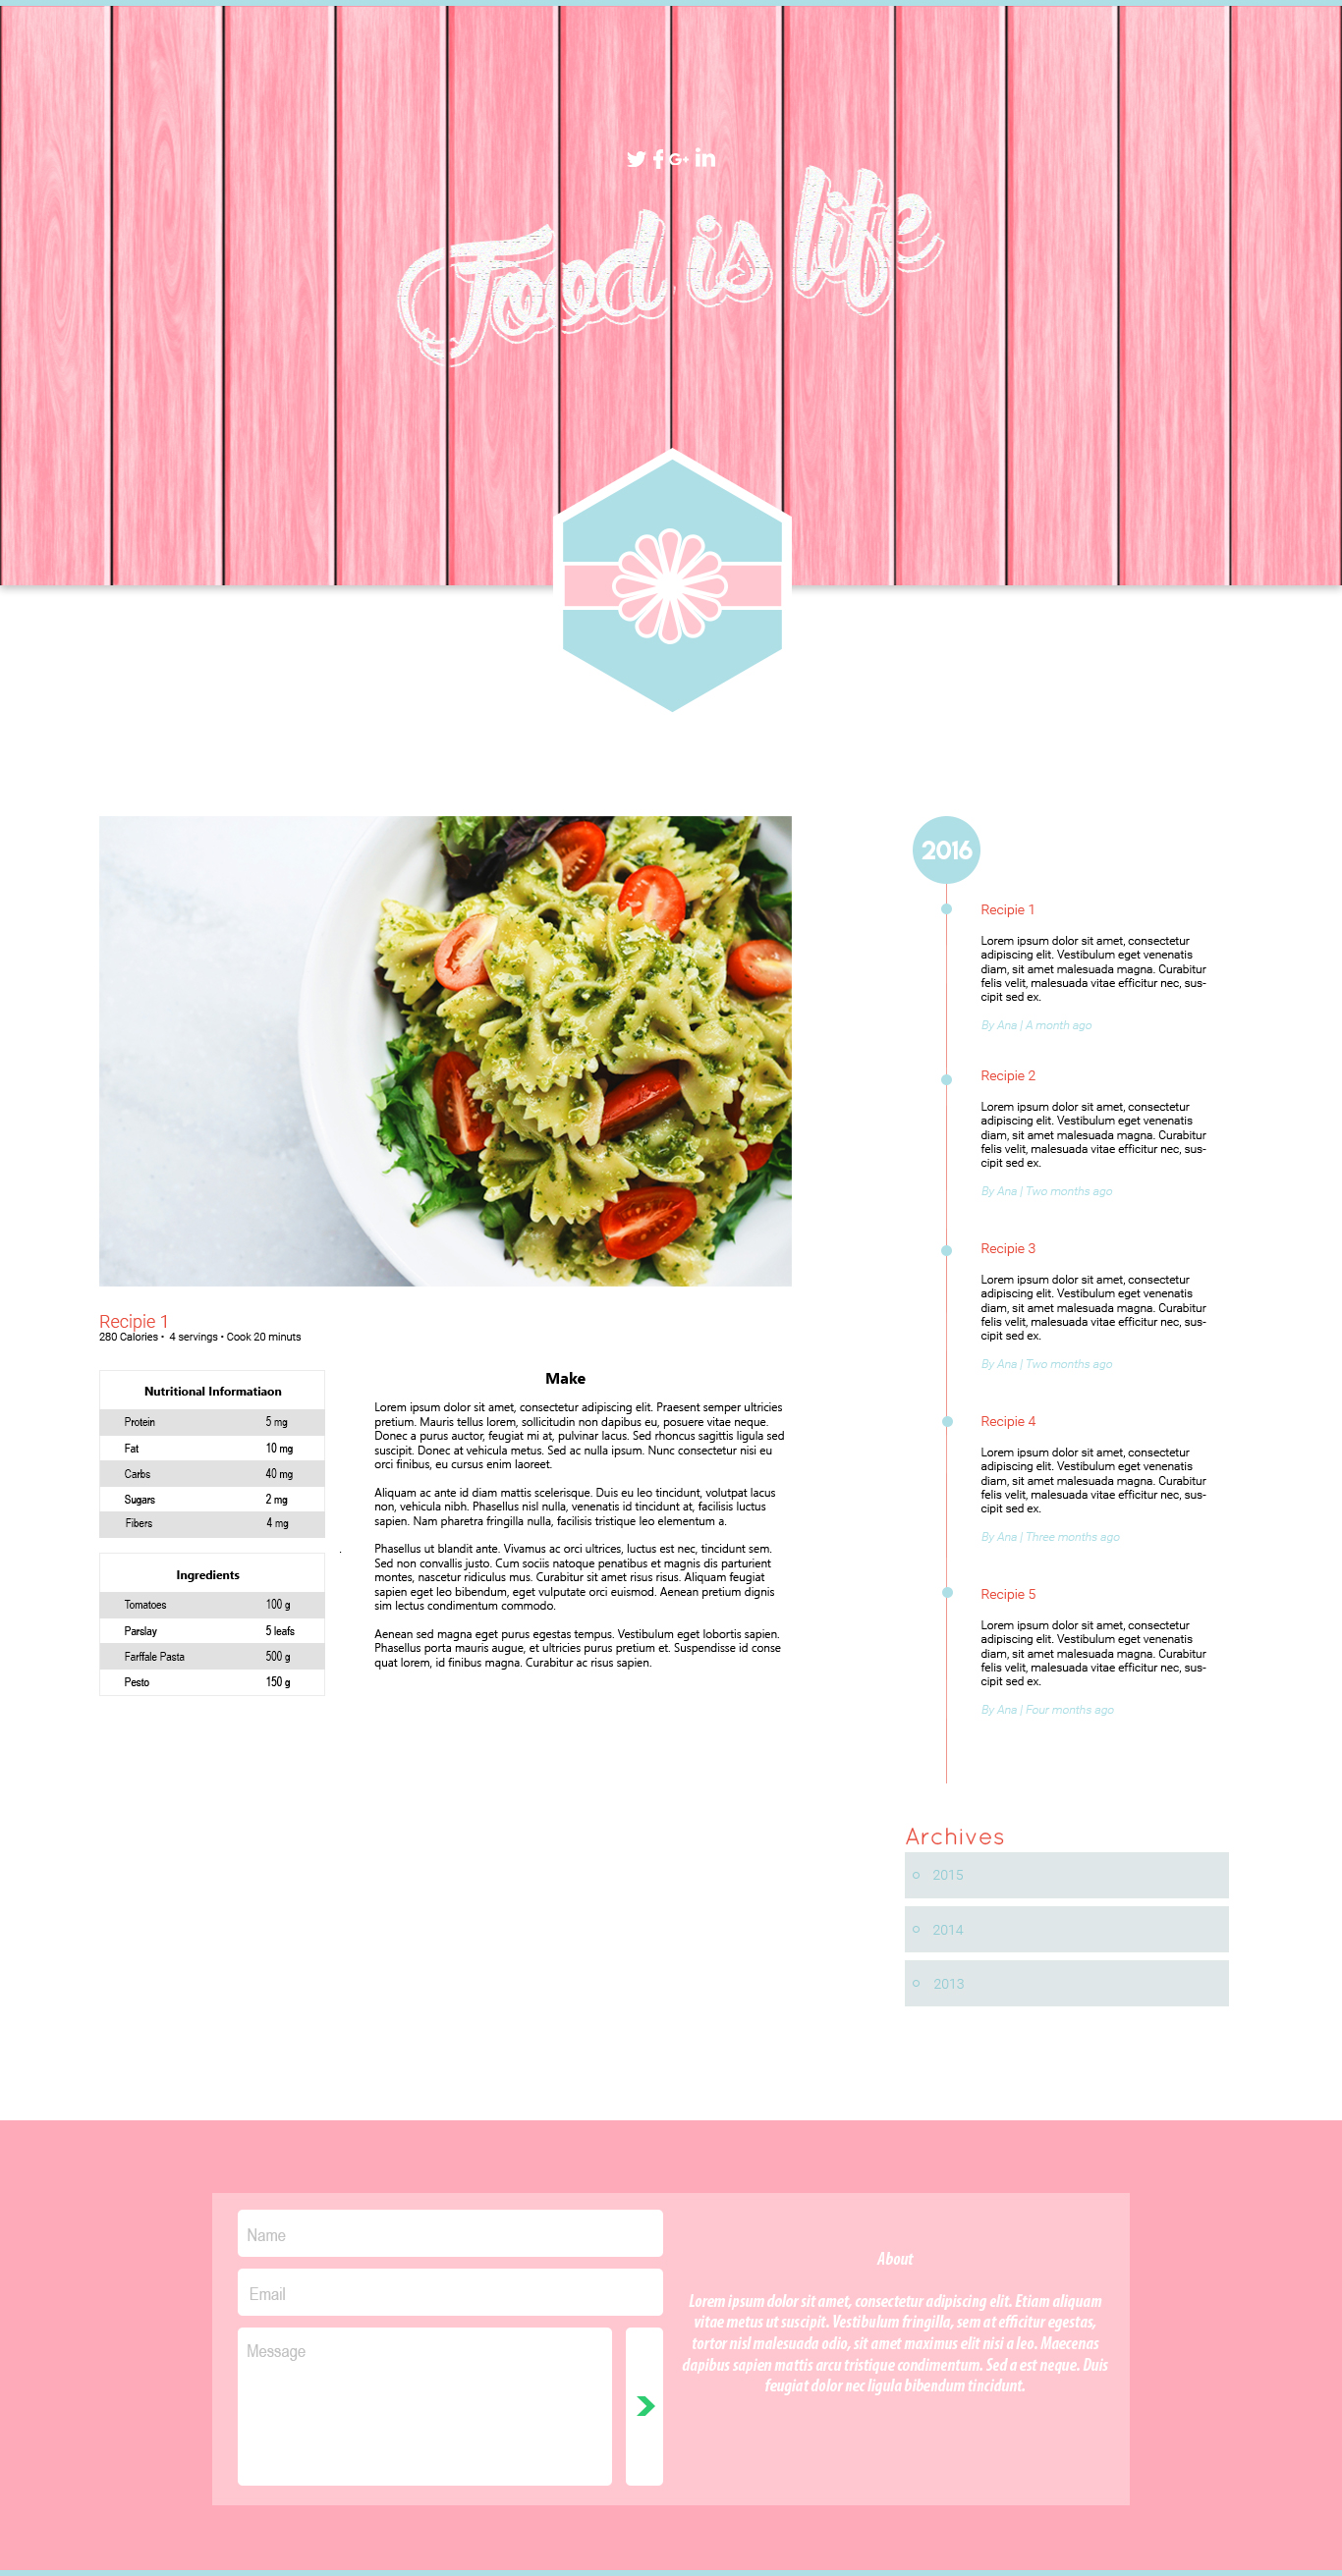 Food is life
Recipie 1
280 Calories • 4 servings • Cook 20 minuts
Nutritional Informatiaon
Protein 5 mg
Fat 10 mg
Carbs 40 mg
Sugars 2 mg
Fibers 4 mg
Ingredients
Tomatoes 100 g
Parslay 5 leafs
Farffale Pasta 500 g
Pesto 150 g
Make
Lorem ipsum dolor sit amet, consectetur adipiscing elit. Praesent semper ultricies
pretium. Mauris tellus lorem, sollicitudin non dapibus eu, posuere vitae neque.
Donec a purus auctor, feugiat mi at, pulvinar lacus. Sed rhoncus sagittis ligula sed
suscipit. Donec at vehicula metus. Sed ac nulla ipsum. Nunc consectetur nisi eu
orci finibus, eu cursus enim laoreet.
Aliquam ac ante id diam mattis scelerisque. Duis eu leo tincidunt, volutpat lacus
non, vehicula nibh. Phasellus nisl nulla, venenatis id tincidunt at, facilisis luctus
sapien. Nam pharetra fringilla nulla, facilisis tristique leo elementum a.
Phasellus ut blandit ante. Vivamus ac orci ultrices, luctus est nec, tincidunt sem.
Sed non convallis justo. Cum sociis natoque penatibus et magnis dis parturient
montes, nascetur ridiculus mus. Curabitur sit amet risus risus. Aliquam feugiat
sapien eget leo bibendum, eget vulputate orci euismod. Aenean pretium dignis
sim lectus condimentum commodo.
Aenean sed magna eget purus egestas tempus. Vestibulum eget lobortis sapien.
Phasellus porta mauris augue, et ultricies purus pretium et. Suspendisse id conse
quat lorem, id finibus magna. Curabitur ac risus sapien.
2016
Recipie 1
Lorem ipsum dolor sit amet, consectetur
adipiscing elit. Vestibulum eget venenatis
diam, sit amet malesuada magna. Curabitur
felis velit, malesuada vitae efficitur nec, sus-
cipit sed ex.
By Ana | A month ago
Recipie 2
Lorem ipsum dolor sit amet, consectetur
adipiscing elit. Vestibulum eget venenatis
diam, sit amet malesuada magna. Curabitur
felis velit, malesuada vitae efficitur nec, sus-
cipit sed ex.
By Ana | Two months ago
Recipie 3
Lorem ipsum dolor sit amet, consectetur
adipiscing elit. Vestibulum eget venenatis
diam, sit amet malesuada magna. Curabitur
felis velit, malesuada vitae efficitur nec, sus-
cipit sed ex.
By Ana | Two months ago
Recipie 4
Lorem ipsum dolor sit amet, consectetur
adipiscing elit. Vestibulum eget venenatis
diam, sit amet malesuada magna. Curabitur
felis velit, malesuada vitae efficitur nec, sus-
cipit sed ex.
By Ana | Three months ago
Recipie 5
Lorem ipsum dolor sit amet, consectetur
adipiscing elit. Vestibulum eget venenatis
diam, sit amet malesuada magna. Curabitur
felis velit, malesuada vitae efficitur nec, sus-
cipit sed ex.
By Ana | Four months ago
Archives
2015
2014
2013
Name
Email
Message
About
Lorem ipsum dolor sit amet, consectetur adipiscing elit. Etiam aliquam
vitae metus ut suscipit. Vestibulum fringilla, sem at efficitur egestas,
tortor nisl malesuada odio, sit amet maximus elit nisi a leo. Maecenas
dapibus sapien mattis arcu tristique condimentum. Sed a est neque. Duis
feugiat dolor nec ligula bibendum tincidunt.